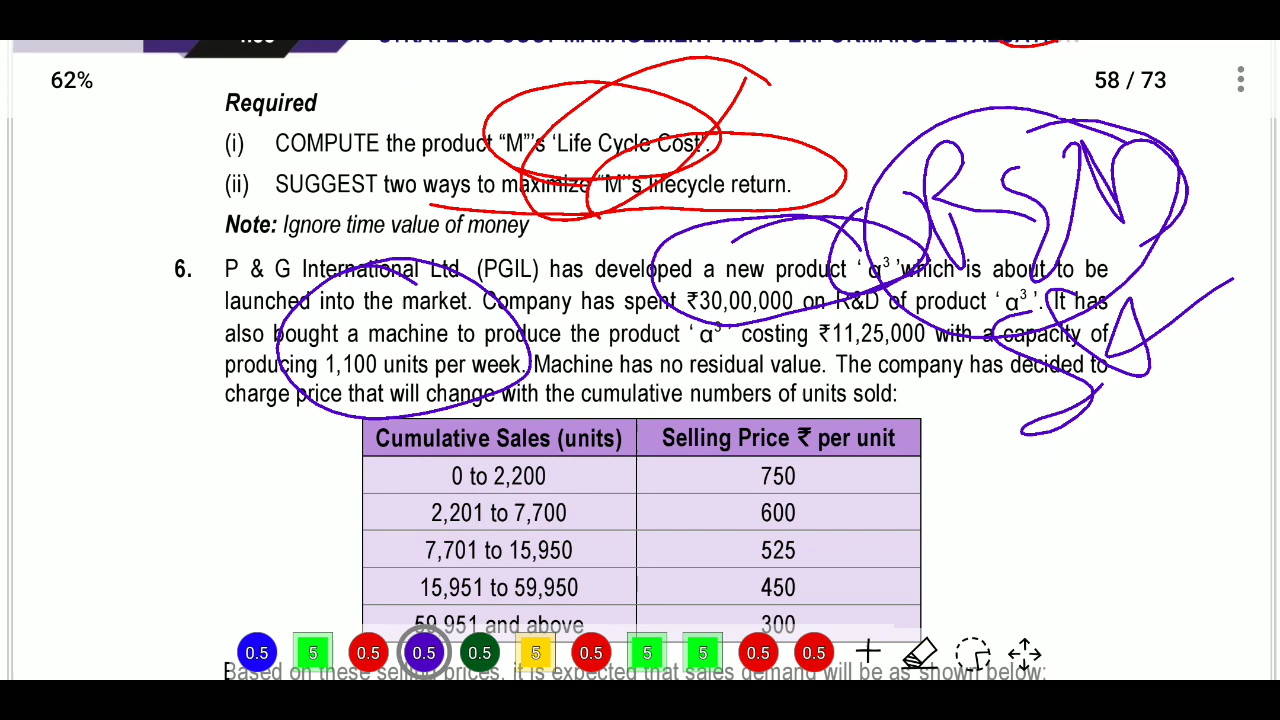 STRATEGIC COST MANAGEMENT AND PERFORMANCE EVALUATION
62%
58 / 73
Required
(i) COMPUTE the product “M”’s ‘Life Cycle Cost’.
(ii) SUGGEST two ways to maximize “M”’s lifecycle return.
Note: Ignore time value of money
6. P & G International Ltd. (PGIL) has developed a new product ‘ α³ ’which is about to be
launched into the market. Company has spent ₹30,00,000 on R&D of product ‘ α³ ’. It has
also bought a machine to produce the product ‘ α³ ’ costing ₹11,25,000 with a capacity of
producing 1,100 units per week. Machine has no residual value. The company has decided to
charge price that will change with the cumulative numbers of units sold:
Cumulative Sales (units) Selling Price ₹ per unit
0 to 2,200 750
2,201 to 7,700 600
7,701 to 15,950 525
15,951 to 59,950 450
59,951 and above 300
0.5 5 0.5 0.5 0.5 5 0.5 5 5 0.5 0.5
Based on these selling prices, it is expected that sales demand will be as shown below: